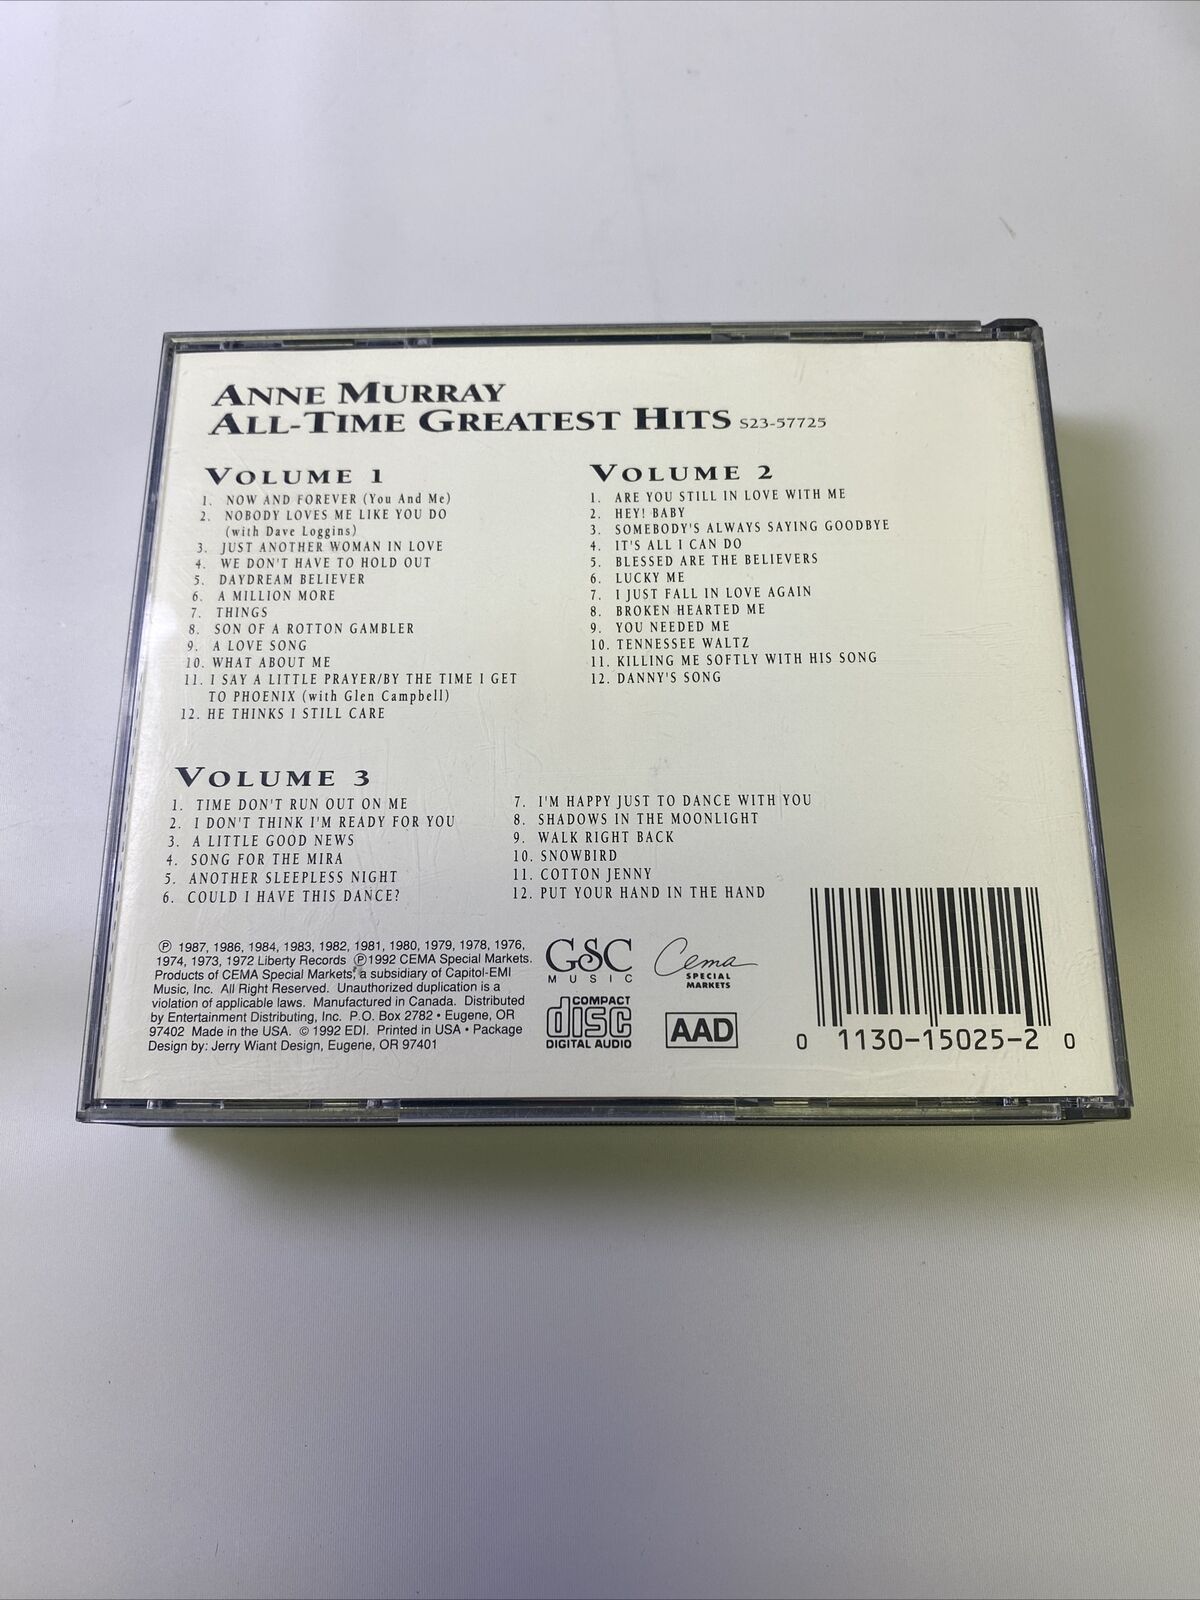 ANNE MURRAY
ALL-TIME GREATEST HITS S23-57725
VOLUME 1
1. NOW AND FOREVER (You And Me)
2. NOBODY LOVES ME LIKE YOU DO
(with Dave Loggins)
3. JUST ANOTHER WOMAN IN LOVE
4. WE DON'T HAVE TO HOLD OUT
5. DAYDREAM BELIEVER
6. A MILLION MORE
7. THINGS
8. SON OF A ROTTON GAMBLER
9. A LOVE SONG
10. WHAT ABOUT ME
11. I SAY A LITTLE PRAYER/BY THE TIME I GET
TO PHOENIX (with Glen Campbell)
12. HE THINKS I STILL CARE
VOLUME 2
1. ARE YOU STILL IN LOVE WITH ME
2. HEY! BABY
3. SOMEBODY'S ALWAYS SAYING GOODBYE
4. IT'S ALL I CAN DO
5. BLESSED ARE THE BELIEVERS
6. LUCKY ME
7. I JUST FALL IN LOVE AGAIN
8. BROKEN HEARTED ME
9. YOU NEEDED ME
10. TENNESSEE WALTZ
11. KILLING ME SOFTLY WITH HIS SONG
12. DANNY'S SONG
VOLUME 3
1. TIME DON'T RUN OUT ON ME
2. I DON'T THINK I'M READY FOR YOU
3. A LITTLE GOOD NEWS
4. SONG FOR THE MIRA
5. ANOTHER SLEEPLESS NIGHT
6. COULD I HAVE THIS DANCE?
7. I'M HAPPY JUST TO DANCE WITH YOU
8. SHADOWS IN THE MOONLIGHT
9. WALK RIGHT BACK
10. SNOWBIRD
11. COTTON JENNY
12. PUT YOUR HAND IN THE HAND
℗ 1987, 1986, 1984, 1983, 1982, 1981, 1980, 1979, 1978, 1976,
1974, 1973, 1972 Liberty Records ℗1992 CEMA Special Markets.
Products of CEMA Special Markets, a subsidiary of Capitol-EMI
Music, Inc. All Right Reserved. Unauthorized duplication is a
violation of applicable laws. Manufactured in Canada. Distributed
by Entertainment Distributing, Inc. P.O. Box 2782 • Eugene, OR
97402 Made in the USA. © 1992 EDI. Printed in USA • Package
Design by: Jerry Wiant Design, Eugene, OR 97401
GSC
MUSIC
Cema
SPECIAL
MARKETS
COMPACT
disc
DIGITAL AUDIO
AAD
0 1130-15025-2 0